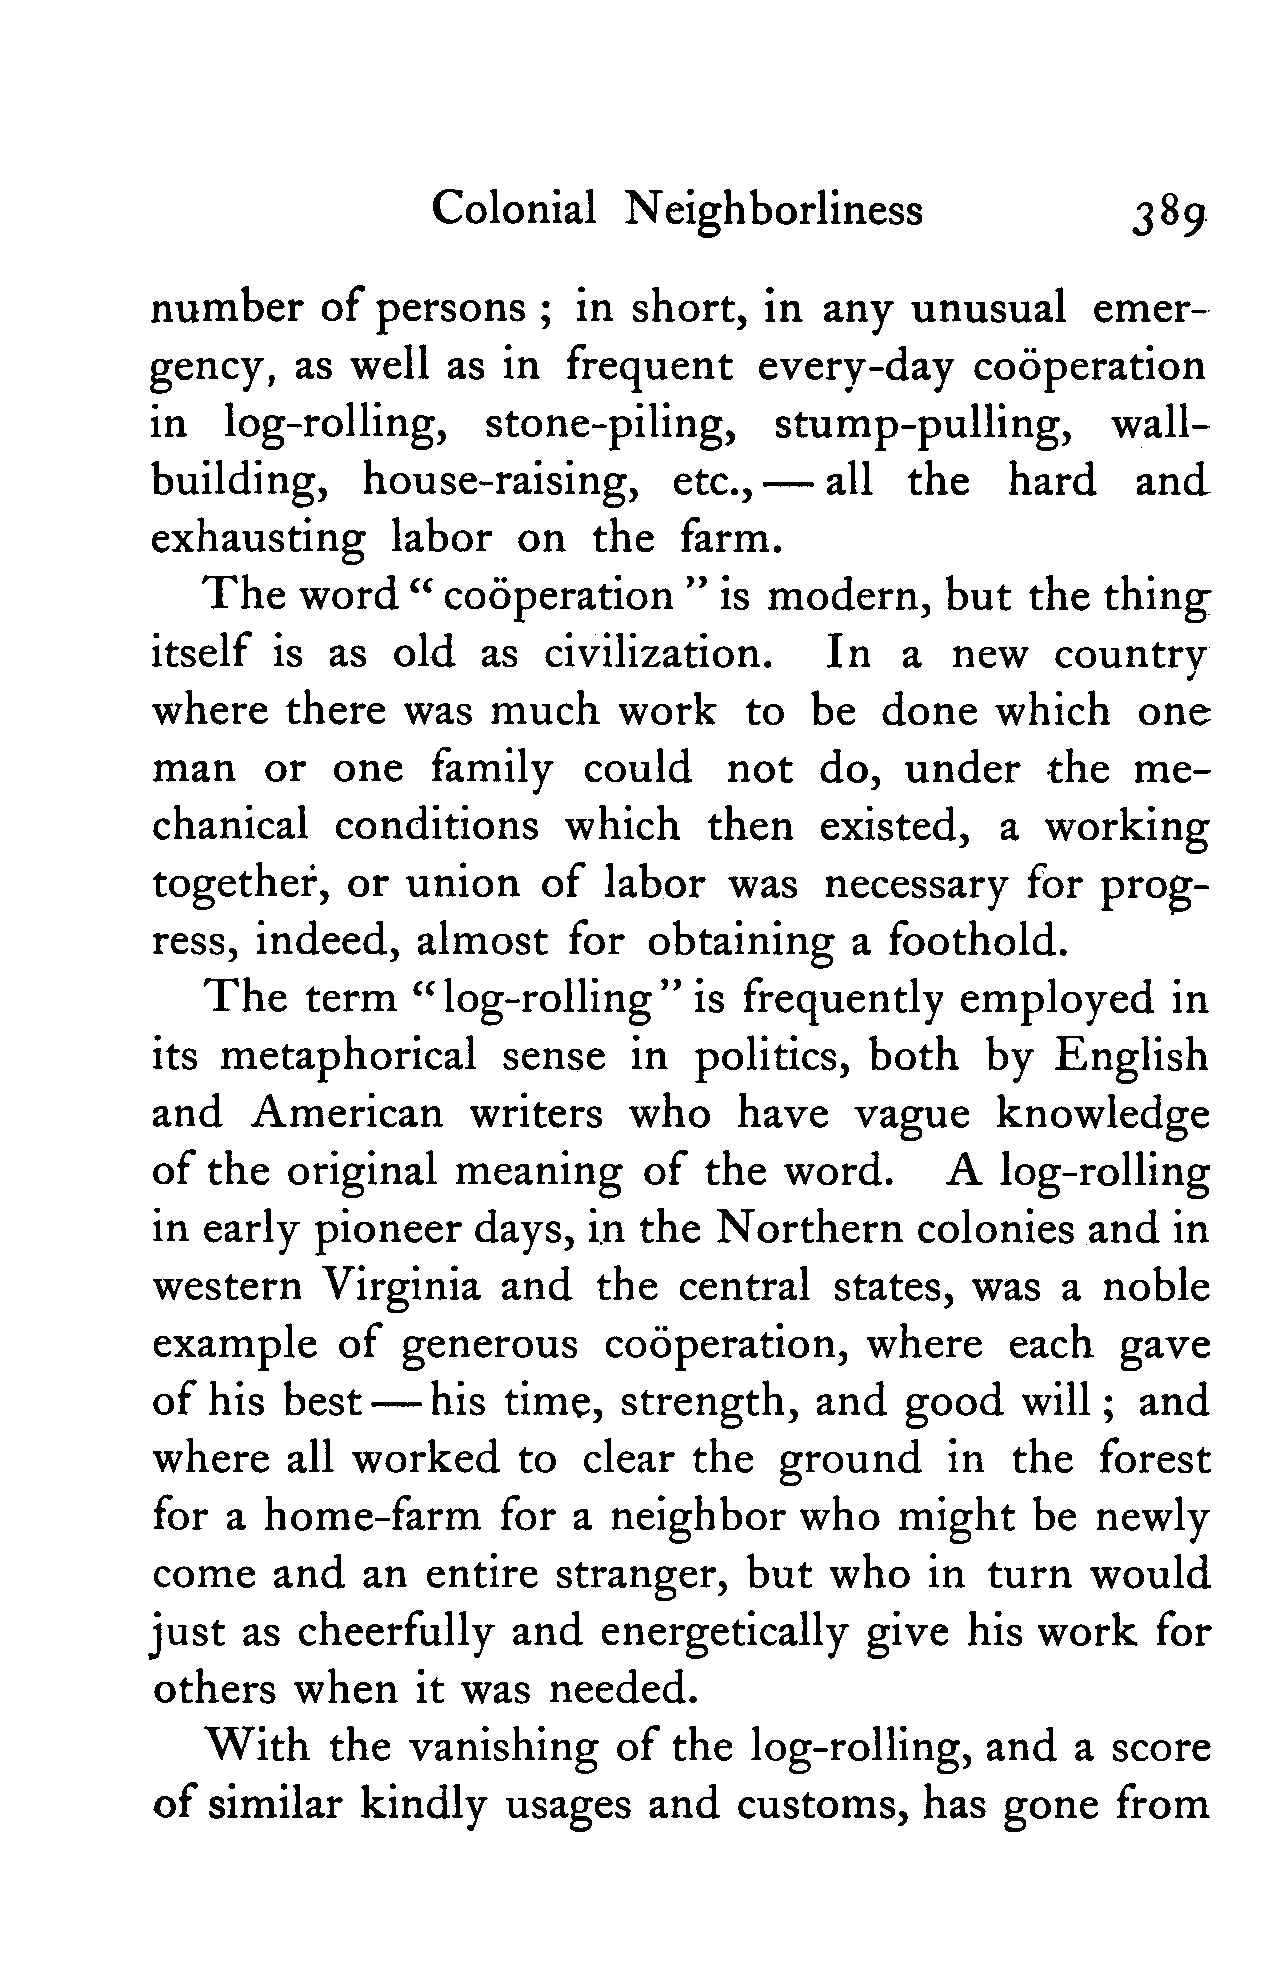 Colonial Neighborliness 389
number of persons ; in short, in any unusual emer-
gency, as well as in frequent every-day coöperation
in log-rolling, stone-piling, stump-pulling, wall-
building, house-raising, etc., — all the hard and
exhausting labor on the farm.
The word “ coöperation ” is modern, but the thing
itself is as old as civilization. In a new country
where there was much work to be done which one
man or one family could not do, under the me-
chanical conditions which then existed, a working
together, or union of labor was necessary for prog-
ress, indeed, almost for obtaining a foothold.
The term “log-rolling” is frequently employed in
its metaphorical sense in politics, both by English
and American writers who have vague knowledge
of the original meaning of the word. A log-rolling
in early pioneer days, in the Northern colonies and in
western Virginia and the central states, was a noble
example of generous coöperation, where each gave
of his best — his time, strength, and good will ; and
where all worked to clear the ground in the forest
for a home-farm for a neighbor who might be newly
come and an entire stranger, but who in turn would
just as cheerfully and energetically give his work for
others when it was needed.
With the vanishing of the log-rolling, and a score
of similar kindly usages and customs, has gone from